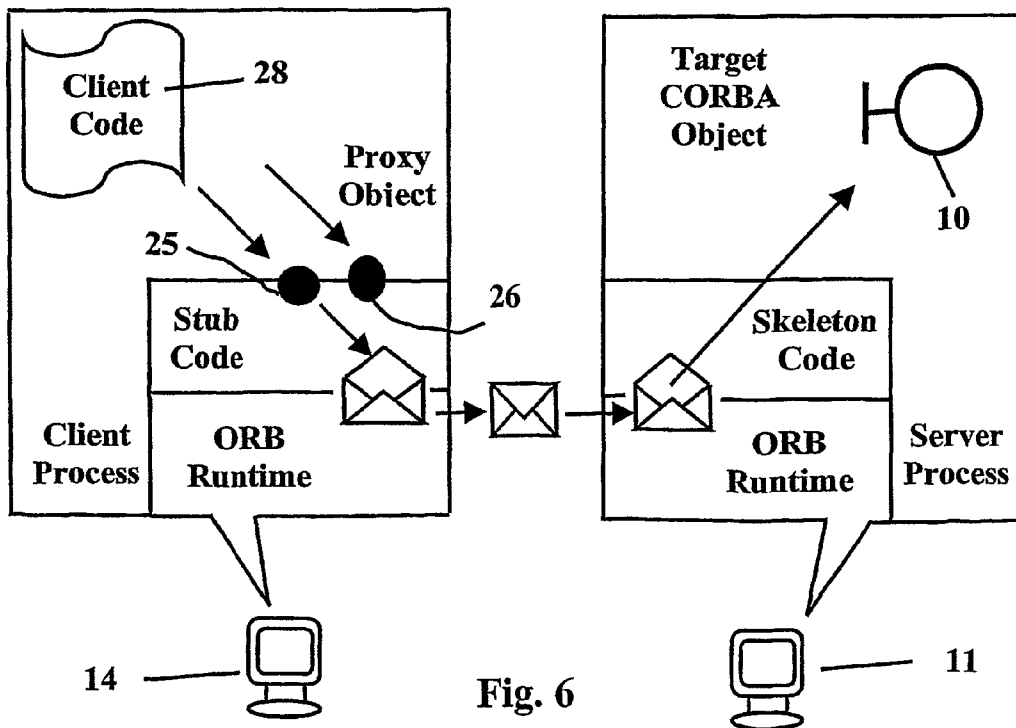 Client
Code
28
Proxy
Object
25
26
Stub
Code
Client
Process
ORB
Runtime
14
Target
CORBA
Object
10
Skeleton
Code
ORB
Runtime
Server
Process
11
Fig. 6